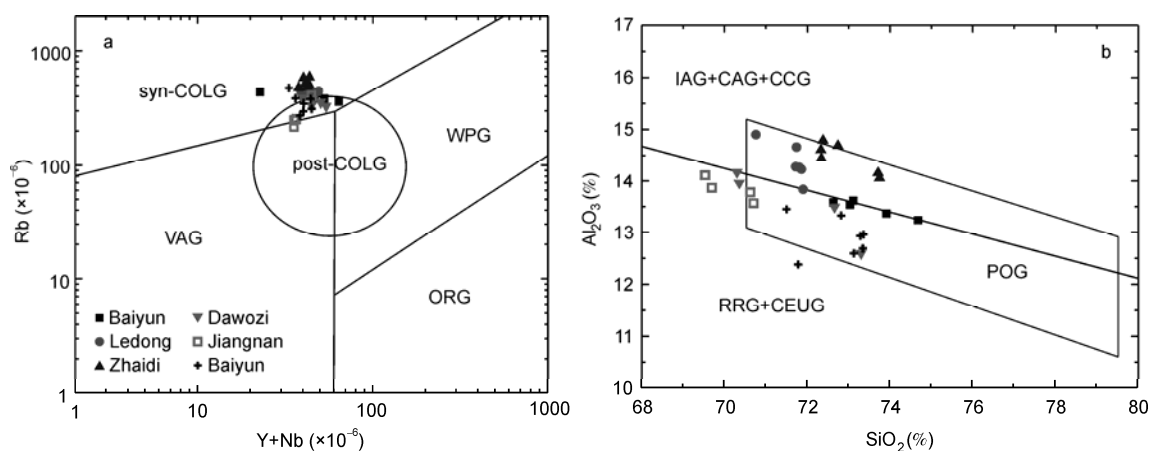 a
1000
100
10
1
Rb (×10⁻⁶)
syn-COLG
WPG
post-COLG
VAG
ORG
Baiyun
Ledong
Zhaidi
Dawozi
Jiangnan
Baiyun
1 10 100 1000
Y+Nb (×10⁻⁶)
b
17
16
15
14
13
12
11
10
Al₂O₃ (%)
IAG+CAG+CCG
POG
RRG+CEUG
68 70 72 74 76 78 80
SiO₂(%)